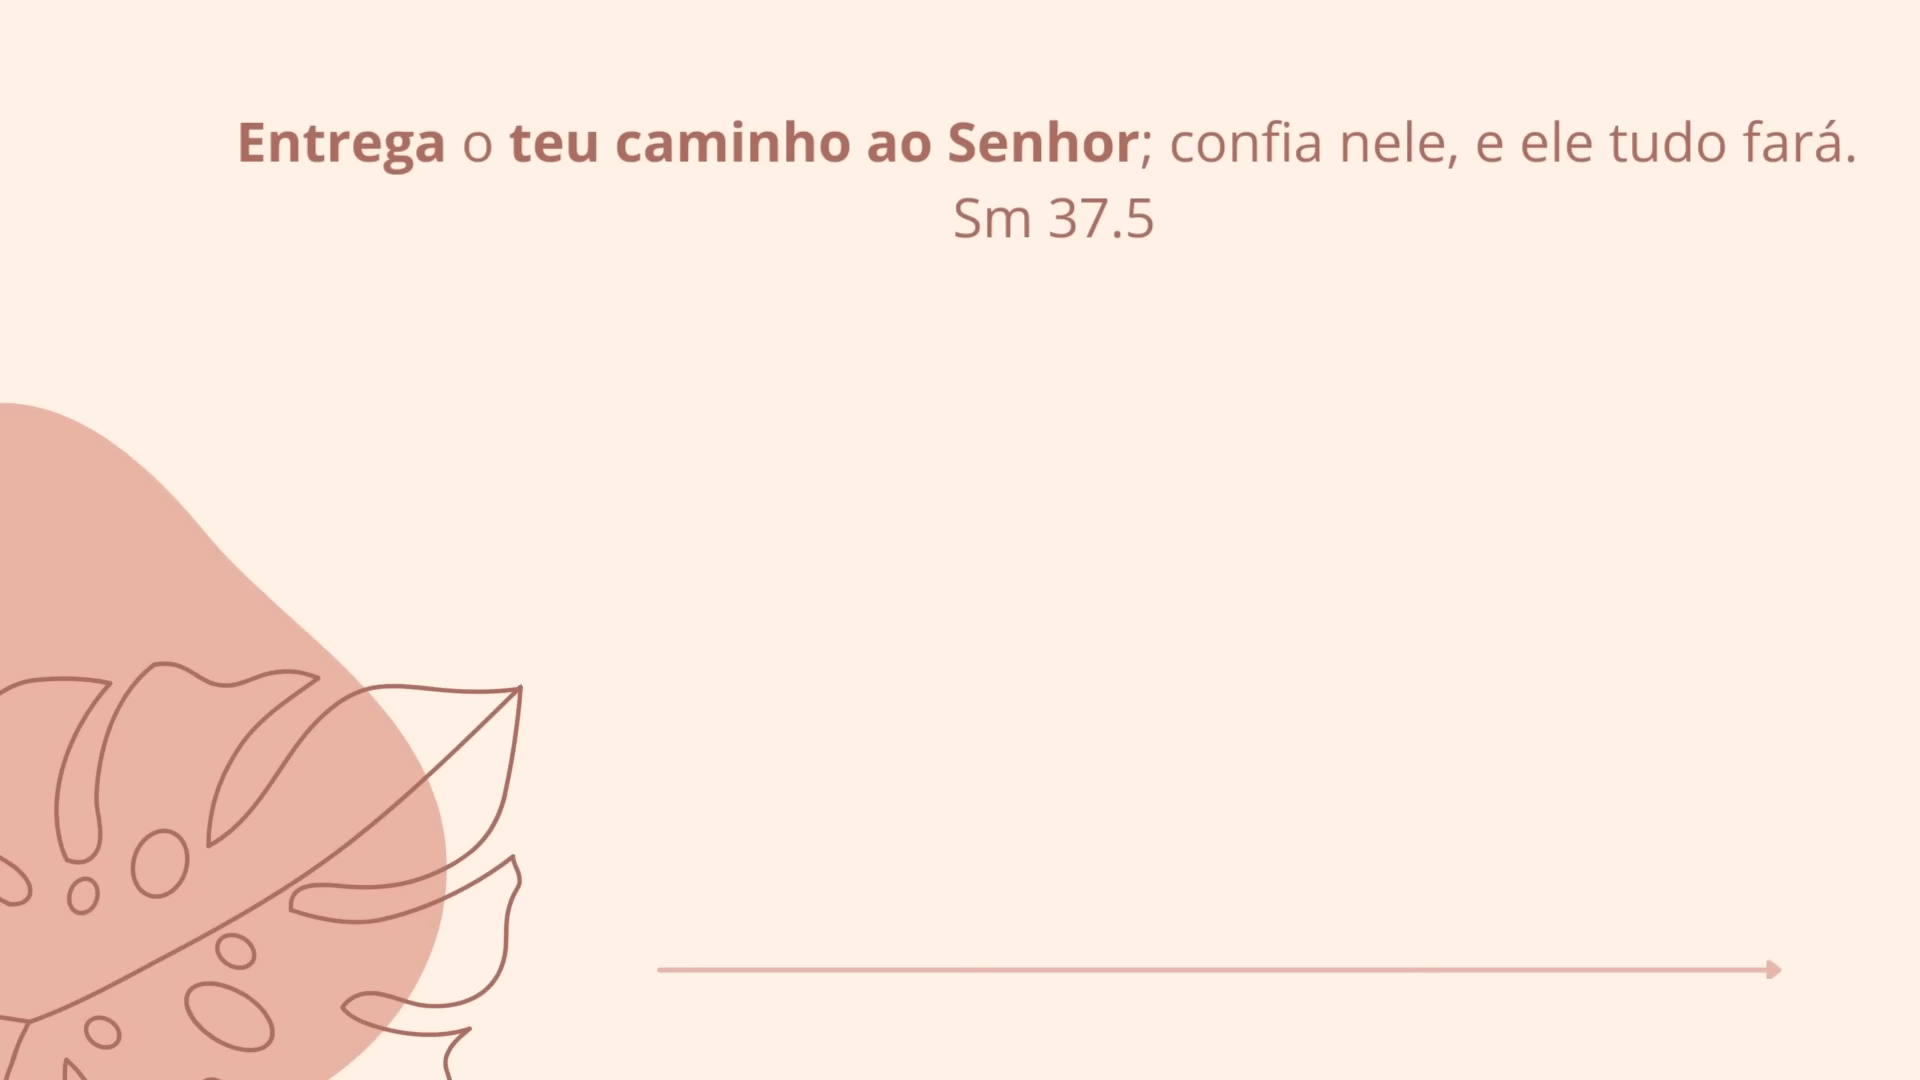 Entrega o teu caminho ao Senhor; confia nele, e ele tudo fará.
Sm 37.5